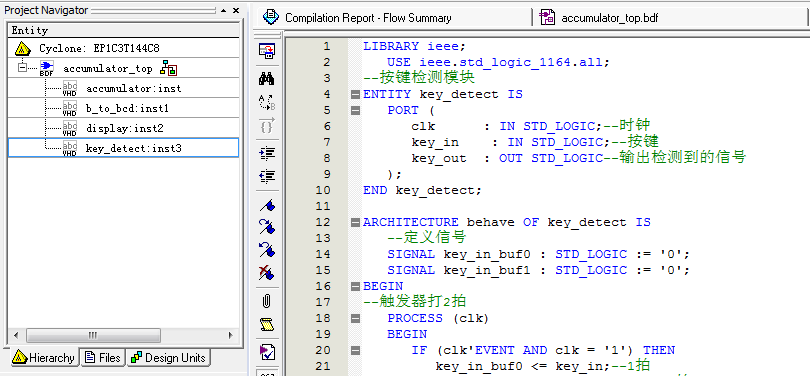 Project Navigator
Entity
Cyclone: EP1C3T144C8
accumulator_top
accumulator:inst
b_to_bcd:inst1
display:inst2
key_detect:inst3
Hierarchy
Files
Design Units
Compilation Report - Flow Summary
accumulator_top.bdf
1 LIBRARY ieee;
2 USE ieee.std_logic_1164.all;
3 --按键检测模块
4 ENTITY key_detect IS
5 PORT (
6 clk : IN STD_LOGIC;--时钟
7 key_in : IN STD_LOGIC;--按键
8 key_out : OUT STD_LOGIC--输出检测到的信号
9 );
10 END key_detect;
11
12 ARCHITECTURE behave OF key_detect IS
13 --定义信号
14 SIGNAL key_in_buf0 : STD_LOGIC := '0';
15 SIGNAL key_in_buf1 : STD_LOGIC := '0';
16 BEGIN
17 --触发器打2拍
18 PROCESS (clk)
19 BEGIN
20 IF (clk'EVENT AND clk = '1') THEN
21 key_in_buf0 <= key_in;--1拍